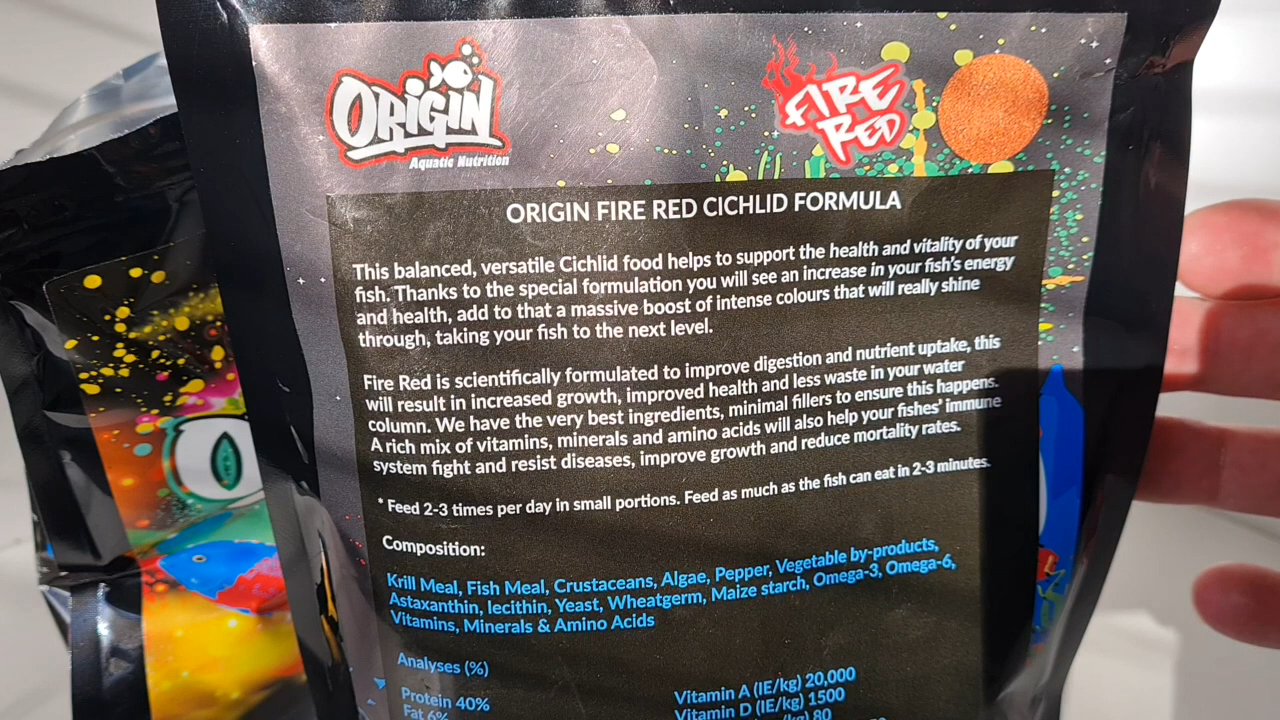 ORIGIN
Aquatic Nutrition
FIRE
RED
ORIGIN FIRE RED CICHLID FORMULA
This balanced, versatile Cichlid food helps to support the health and vitality of your
fish. Thanks to the special formulation you will see an increase in your fish's energy
and health, add to that a massive boost of intense colours that will really shine
through, taking your fish to the next level.
Fire Red is scientifically formulated to improve digestion and nutrient uptake, this
will result in increased growth, improved health and less waste in your water
column. We have the very best ingredients, minimal fillers to ensure this happens.
A rich mix of vitamins, minerals and amino acids will also help your fishes' immune
system fight and resist diseases, improve growth and reduce mortality rates.
* Feed 2-3 times per day in small portions. Feed as much as the fish can eat in 2-3 minutes.
Composition:
Krill Meal, Fish Meal, Crustaceans, Algae, Pepper, Vegetable by-products,
Astaxanthin, lecithin, Yeast, Wheatgerm, Maize starch, Omega-3, Omega-6,
Vitamins, Minerals & Amino Acids
Analyses (%)
Protein 40%
Fat 6%
Vitamin A (IE/kg) 20,000
Vitamin D (IE/kg) 1500
80